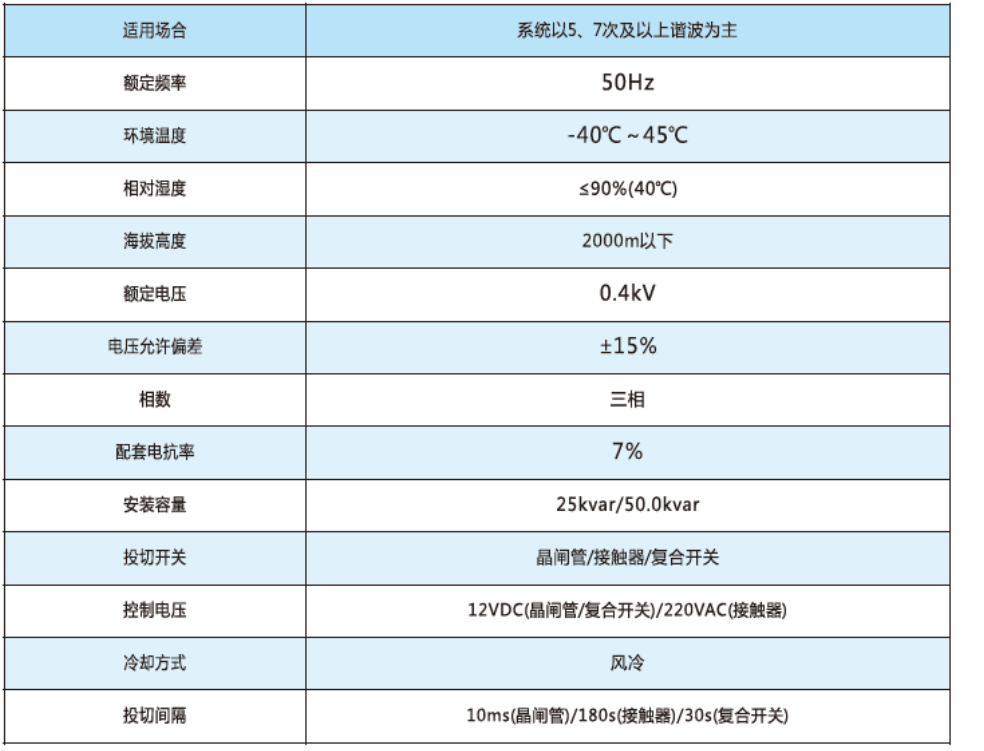 适用场合 系统以5、7次及以上谐波为主
额定频率 50Hz
环境温度 -40℃~45℃
相对湿度 ≤90%(40℃)
海拔高度 2000m以下
额定电压 0.4kV
电压允许偏差 ±15%
相数 三相
配套电抗率 7%
安装容量 25kvar/50.0kvar
投切开关 晶闸管/接触器/复合开关
控制电压 12VDC(晶闸管/复合开关)/220VAC(接触器)
冷却方式 风冷
投切间隔 10ms(晶闸管)/180s(接触器)/30s(复合开关)